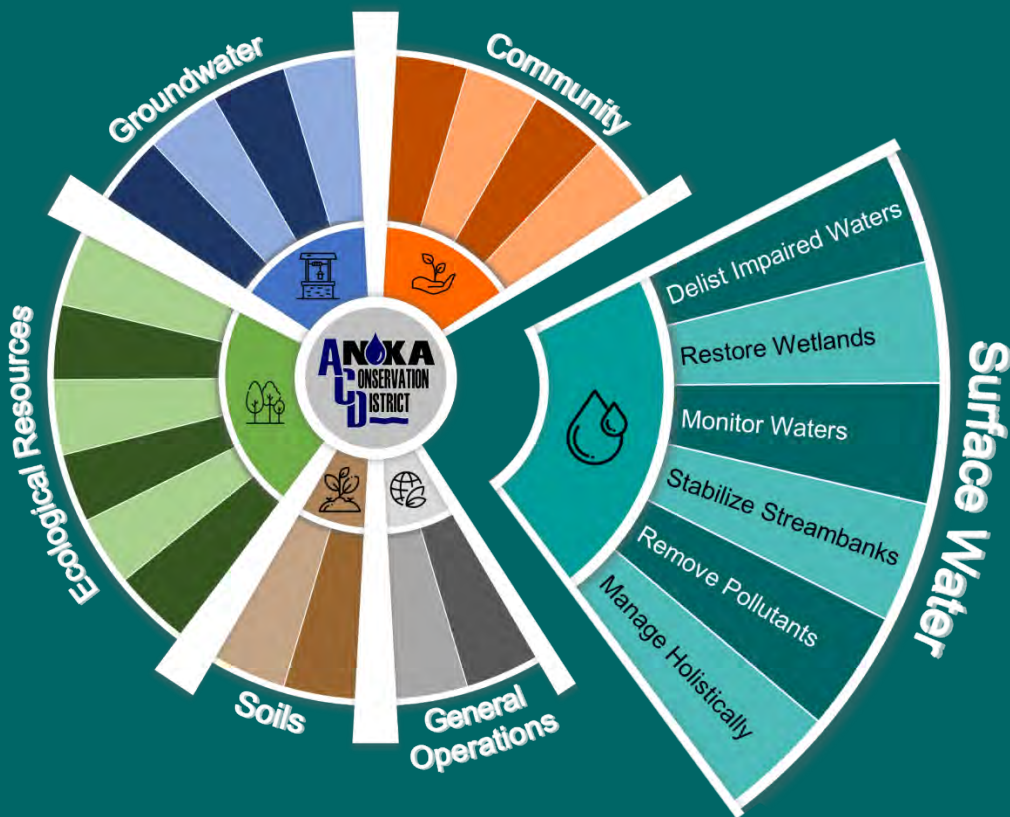 Groundwater
Community
Ecological Resources
ANOKA
CONSERVATION
DISTRICT
Soils
General
Operations
Delist Impaired Waters
Restore Wetlands
Monitor Waters
Stabilize Streambanks
Remove Pollutants
Manage Holistically
Surface Water